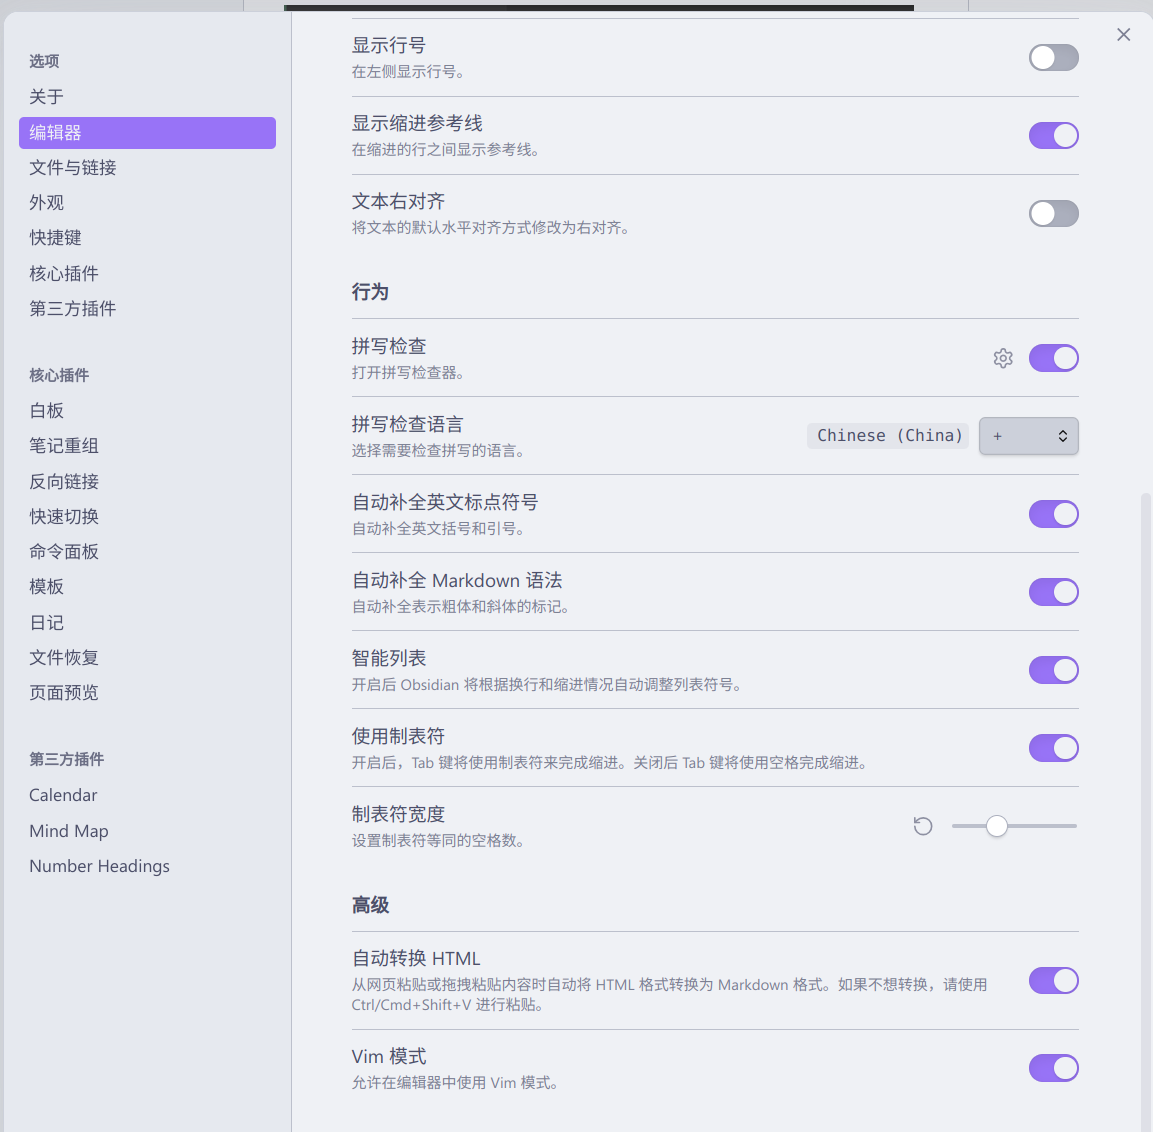 选项
关于
编辑器
文件与链接
外观
快捷键
核心插件
第三方插件
核心插件
白板
笔记重组
反向链接
快速切换
命令面板
模板
日记
文件恢复
页面预览
第三方插件
Calendar
Mind Map
Number Headings
显示行号
在左侧显示行号。
显示缩进参考线
在缩进的行之间显示参考线。
文本右对齐
将文本的默认水平对齐方式修改为右对齐。
行为
拼写检查
打开拼写检查器。
拼写检查语言
选择需要检查拼写的语言。
Chinese (China)
+
自动补全英文标点符号
自动补全英文括号和引号。
自动补全 Markdown 语法
自动补全表示粗体和斜体的标记。
智能列表
开启后 Obsidian 将根据换行和缩进情况自动调整列表符号。
使用制表符
开启后，Tab 键将使用制表符来完成缩进。关闭后 Tab 键将使用空格完成缩进。
制表符宽度
设置制表符等同的空格数。
高级
自动转换 HTML
从网页粘贴或拖拽粘贴内容时自动将 HTML 格式转换为 Markdown 格式。如果不想转换，请使用
Ctrl/Cmd+Shift+V 进行粘贴。
Vim 模式
允许在编辑器中使用 Vim 模式。